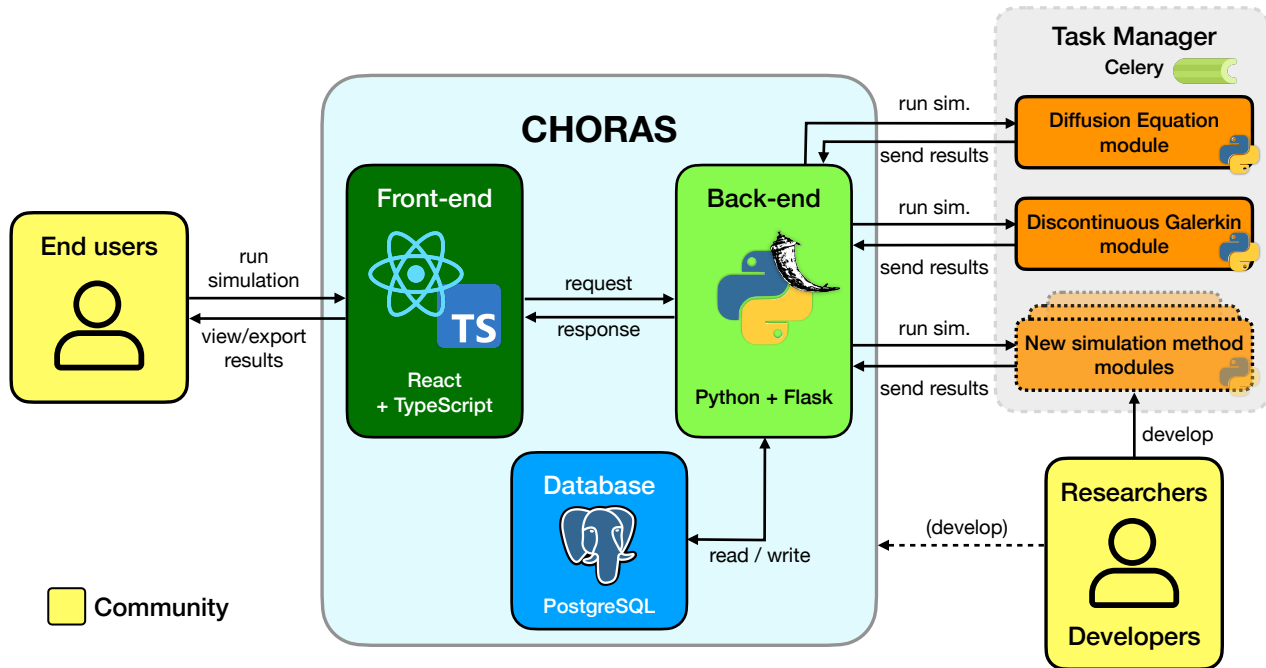 Task Manager
Celery
CHORAS
run sim.
Diffusion Equation
module
send results
Front-end
Back-end
run sim.
Discontinuous Galerkin
module
send results
End users
run
simulation
request
TS
response
view/export
results
run sim.
New simulation method
modules
send results
React
+ TypeScript
Python + Flask
develop
Database
Researchers
(develop)
read / write
PostgreSQL
Community
Developers